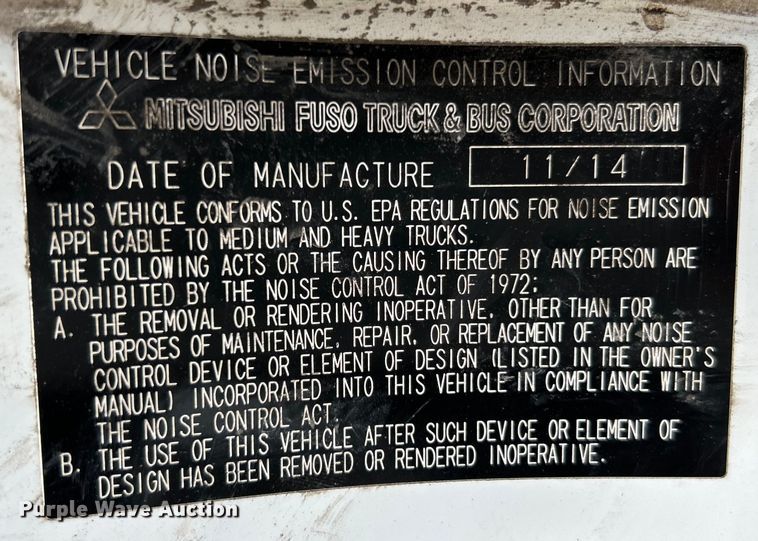 VEHICLE NOISE EMISSION CONTROL INFORMATION
MITSUBISHI FUSO TRUCK & BUS CORPORATION
DATE OF MANUFACTURE 11/14
THIS VEHICLE CONFORMS TO U.S. EPA REGULATIONS FOR NOISE EMISSION
APPLICABLE TO MEDIUM AND HEAVY TRUCKS.
THE FOLLOWING ACTS OR THE CAUSING THEREOF BY ANY PERSON ARE
PROHIBITED BY THE NOISE CONTROL ACT OF 1972:
A. THE REMOVAL OR RENDERING INOPERATIVE, OTHER THAN FOR
PURPOSES OF MAINTENANCE, REPAIR, OR REPLACEMENT OF ANY NOISE
CONTROL DEVICE OR ELEMENT OF DESIGN (LISTED IN THE OWNER'S
MANUAL) INCORPORATED INTO THIS VEHICLE IN COMPLIANCE WITH
THE NOISE CONTROL ACT.
B. THE USE OF THIS VEHICLE AFTER SUCH DEVICE OR ELEMENT OF
DESIGN HAS BEEN REMOVED OR RENDERED INOPERATIVE.
Purple Wave Auction